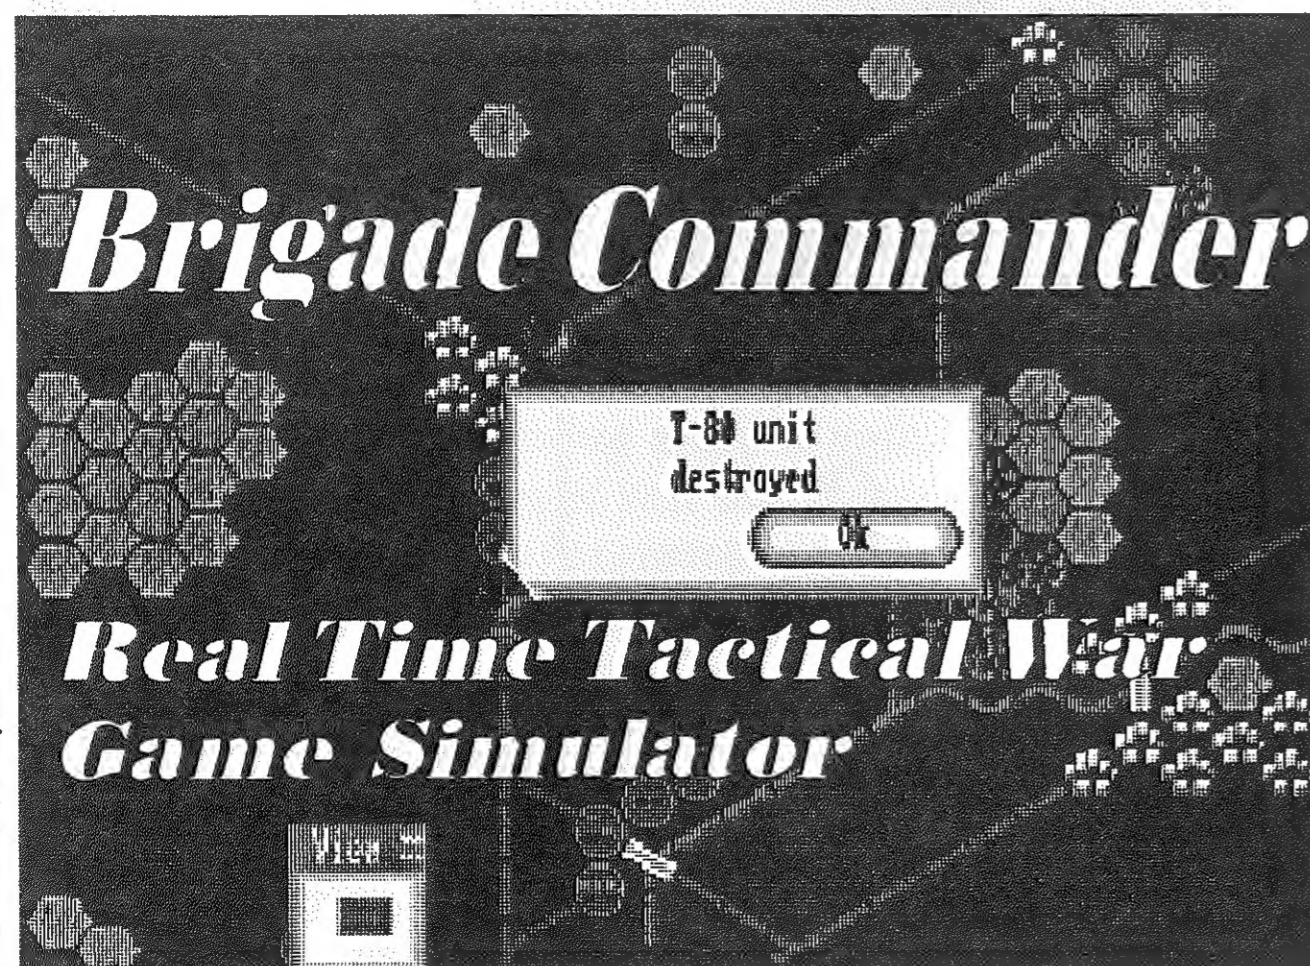 Brigade Commander
T-80 unit
destroyed
Ok
Real Time Tactical War
Game Simulator
View